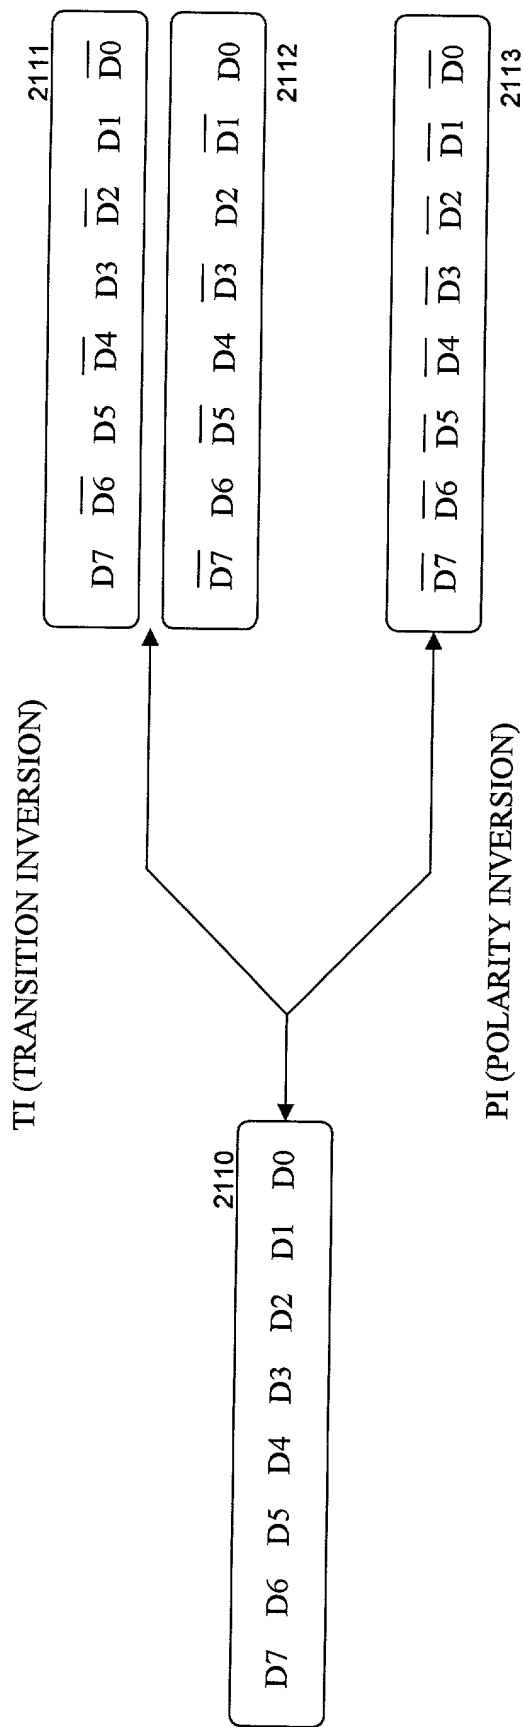 TI (TRANSITION INVERSION)
2111
D7 D̅6̅ D5 D̅4̅ D3 D̅2̅ D1 D̅0̅
D̅7̅ D6 D̅5̅ D4 D̅3̅ D2 D̅1̅ D0
2112
2110
D7 D6 D5 D4 D3 D2 D1 D0
D̅7̅ D̅6̅ D̅5̅ D̅4̅ D̅3̅ D̅2̅ D̅1̅ D̅0̅
2113
PI (POLARITY INVERSION)